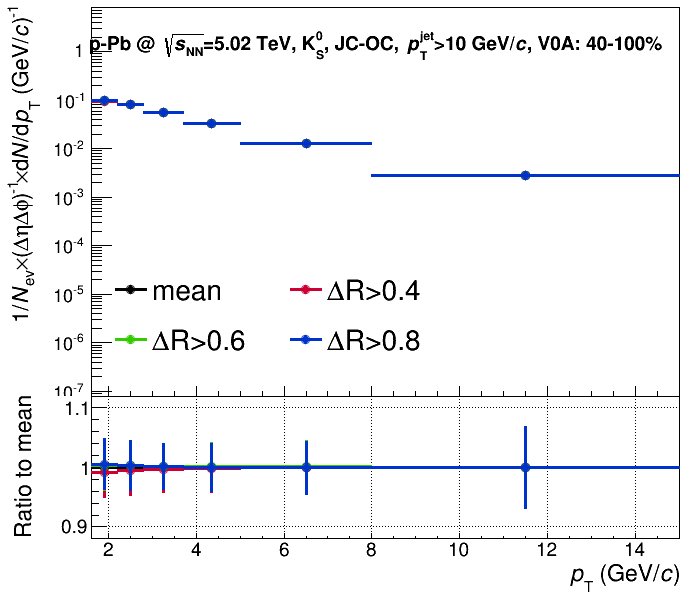 p-Pb @ √sNN=5.02 TeV, K0S, JC-OC, pTjet>10 GeV/c, V0A: 40-100%
1/Nev×(ΔηΔφ)-1×dN/dpT (GeV/c)-1
1
10-1
10-2
10-3
10-4
10-5
10-6
10-7
mean
ΔR>0.4
ΔR>0.6
ΔR>0.8
Ratio to mean
1.1
1
0.9
2 4 6 8 10 12 14
pT (GeV/c)